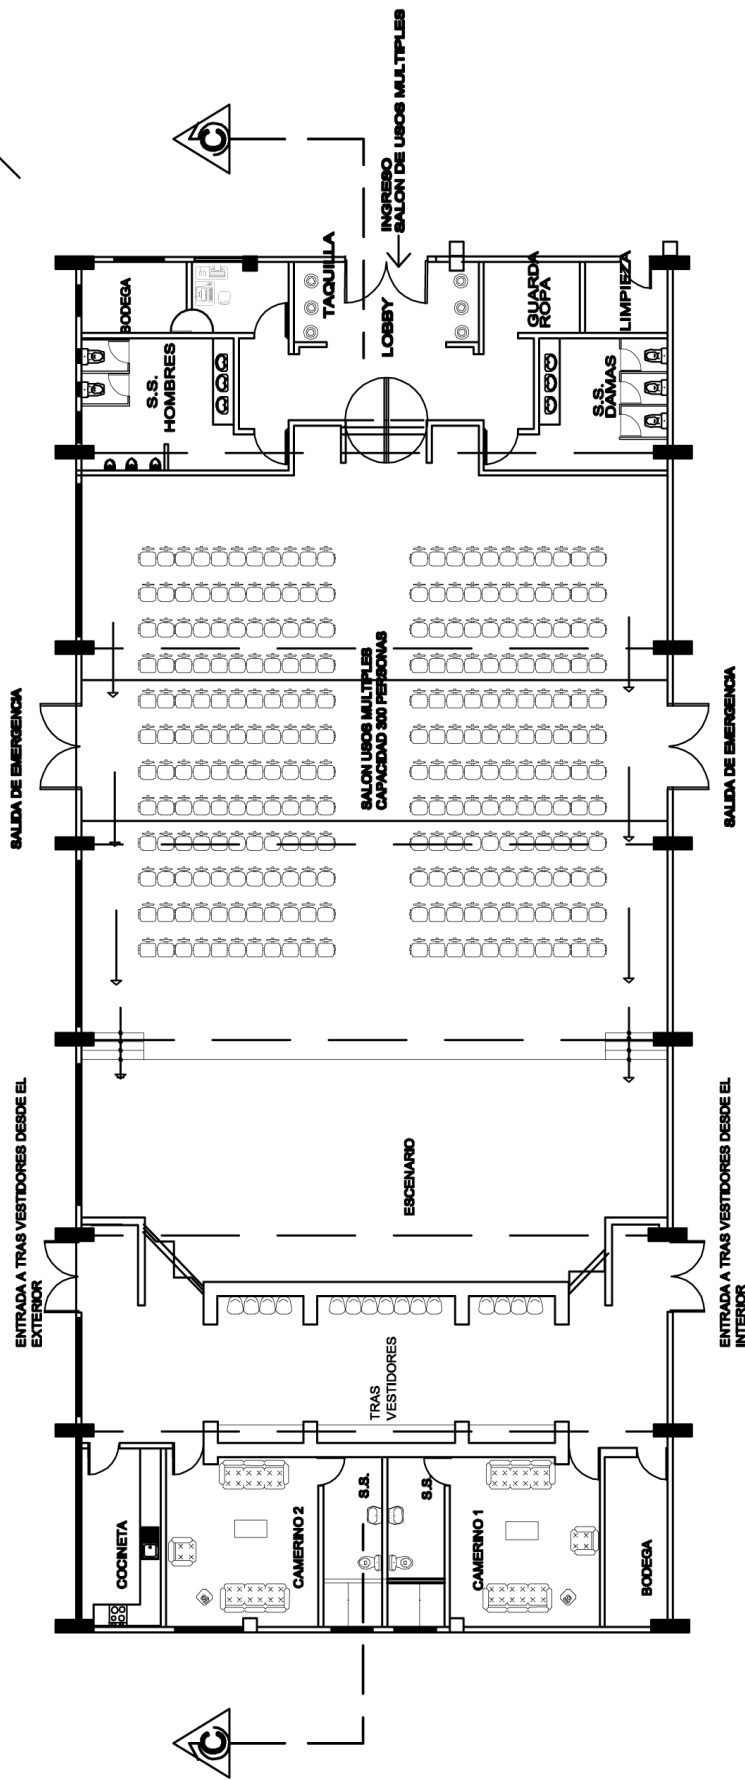 C
INGRESO
SALON DE USOS MULTIPLES
BODEGA
TAQUILLA
LOBBY
GUARDA
ROPA
LIMPIEZA
S.S.
HOMBRES
S.S.
DAMAS
SALIDA DE EMERGENCIA
SALON USOS MULTIPLES
CAPACIDAD 300 PERSONAS
SALIDA DE EMERGENCIA
ENTRADA A TRAS VESTIDORES DESDE EL
EXTERIOR
ESCENARIO
ENTRADA A TRAS VESTIDORES DESDE EL
INTERIOR
TRAS
VESTIDORES
COCINETA
CAMERINO 2
S.S.
S.S.
CAMERINO 1
BODEGA
C